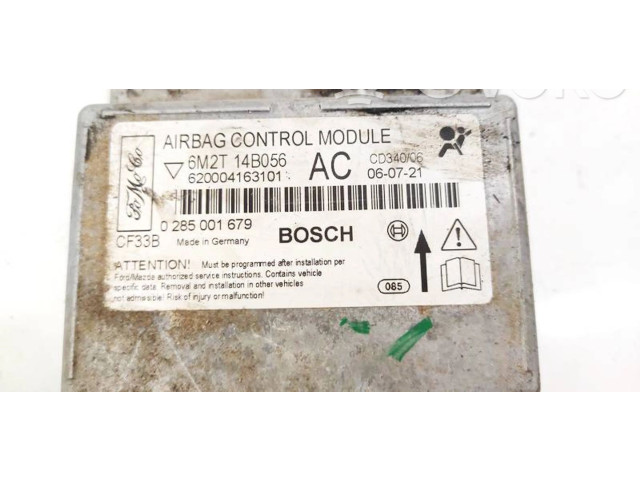 AIRBAG CONTROL MODULE
6M2T 14B056 AC CD340/06
620004163101 06-07-21
0 285 001 679
CF33B Made in Germany BOSCH
ATTENTION! Must be programmed after installation per
Ford/Mazda authorized service instructions. Contains vehicle
specific data. Removal and installation in other vehicles
not admissible! Risk of injury or malfunction!
085
FoMoCo